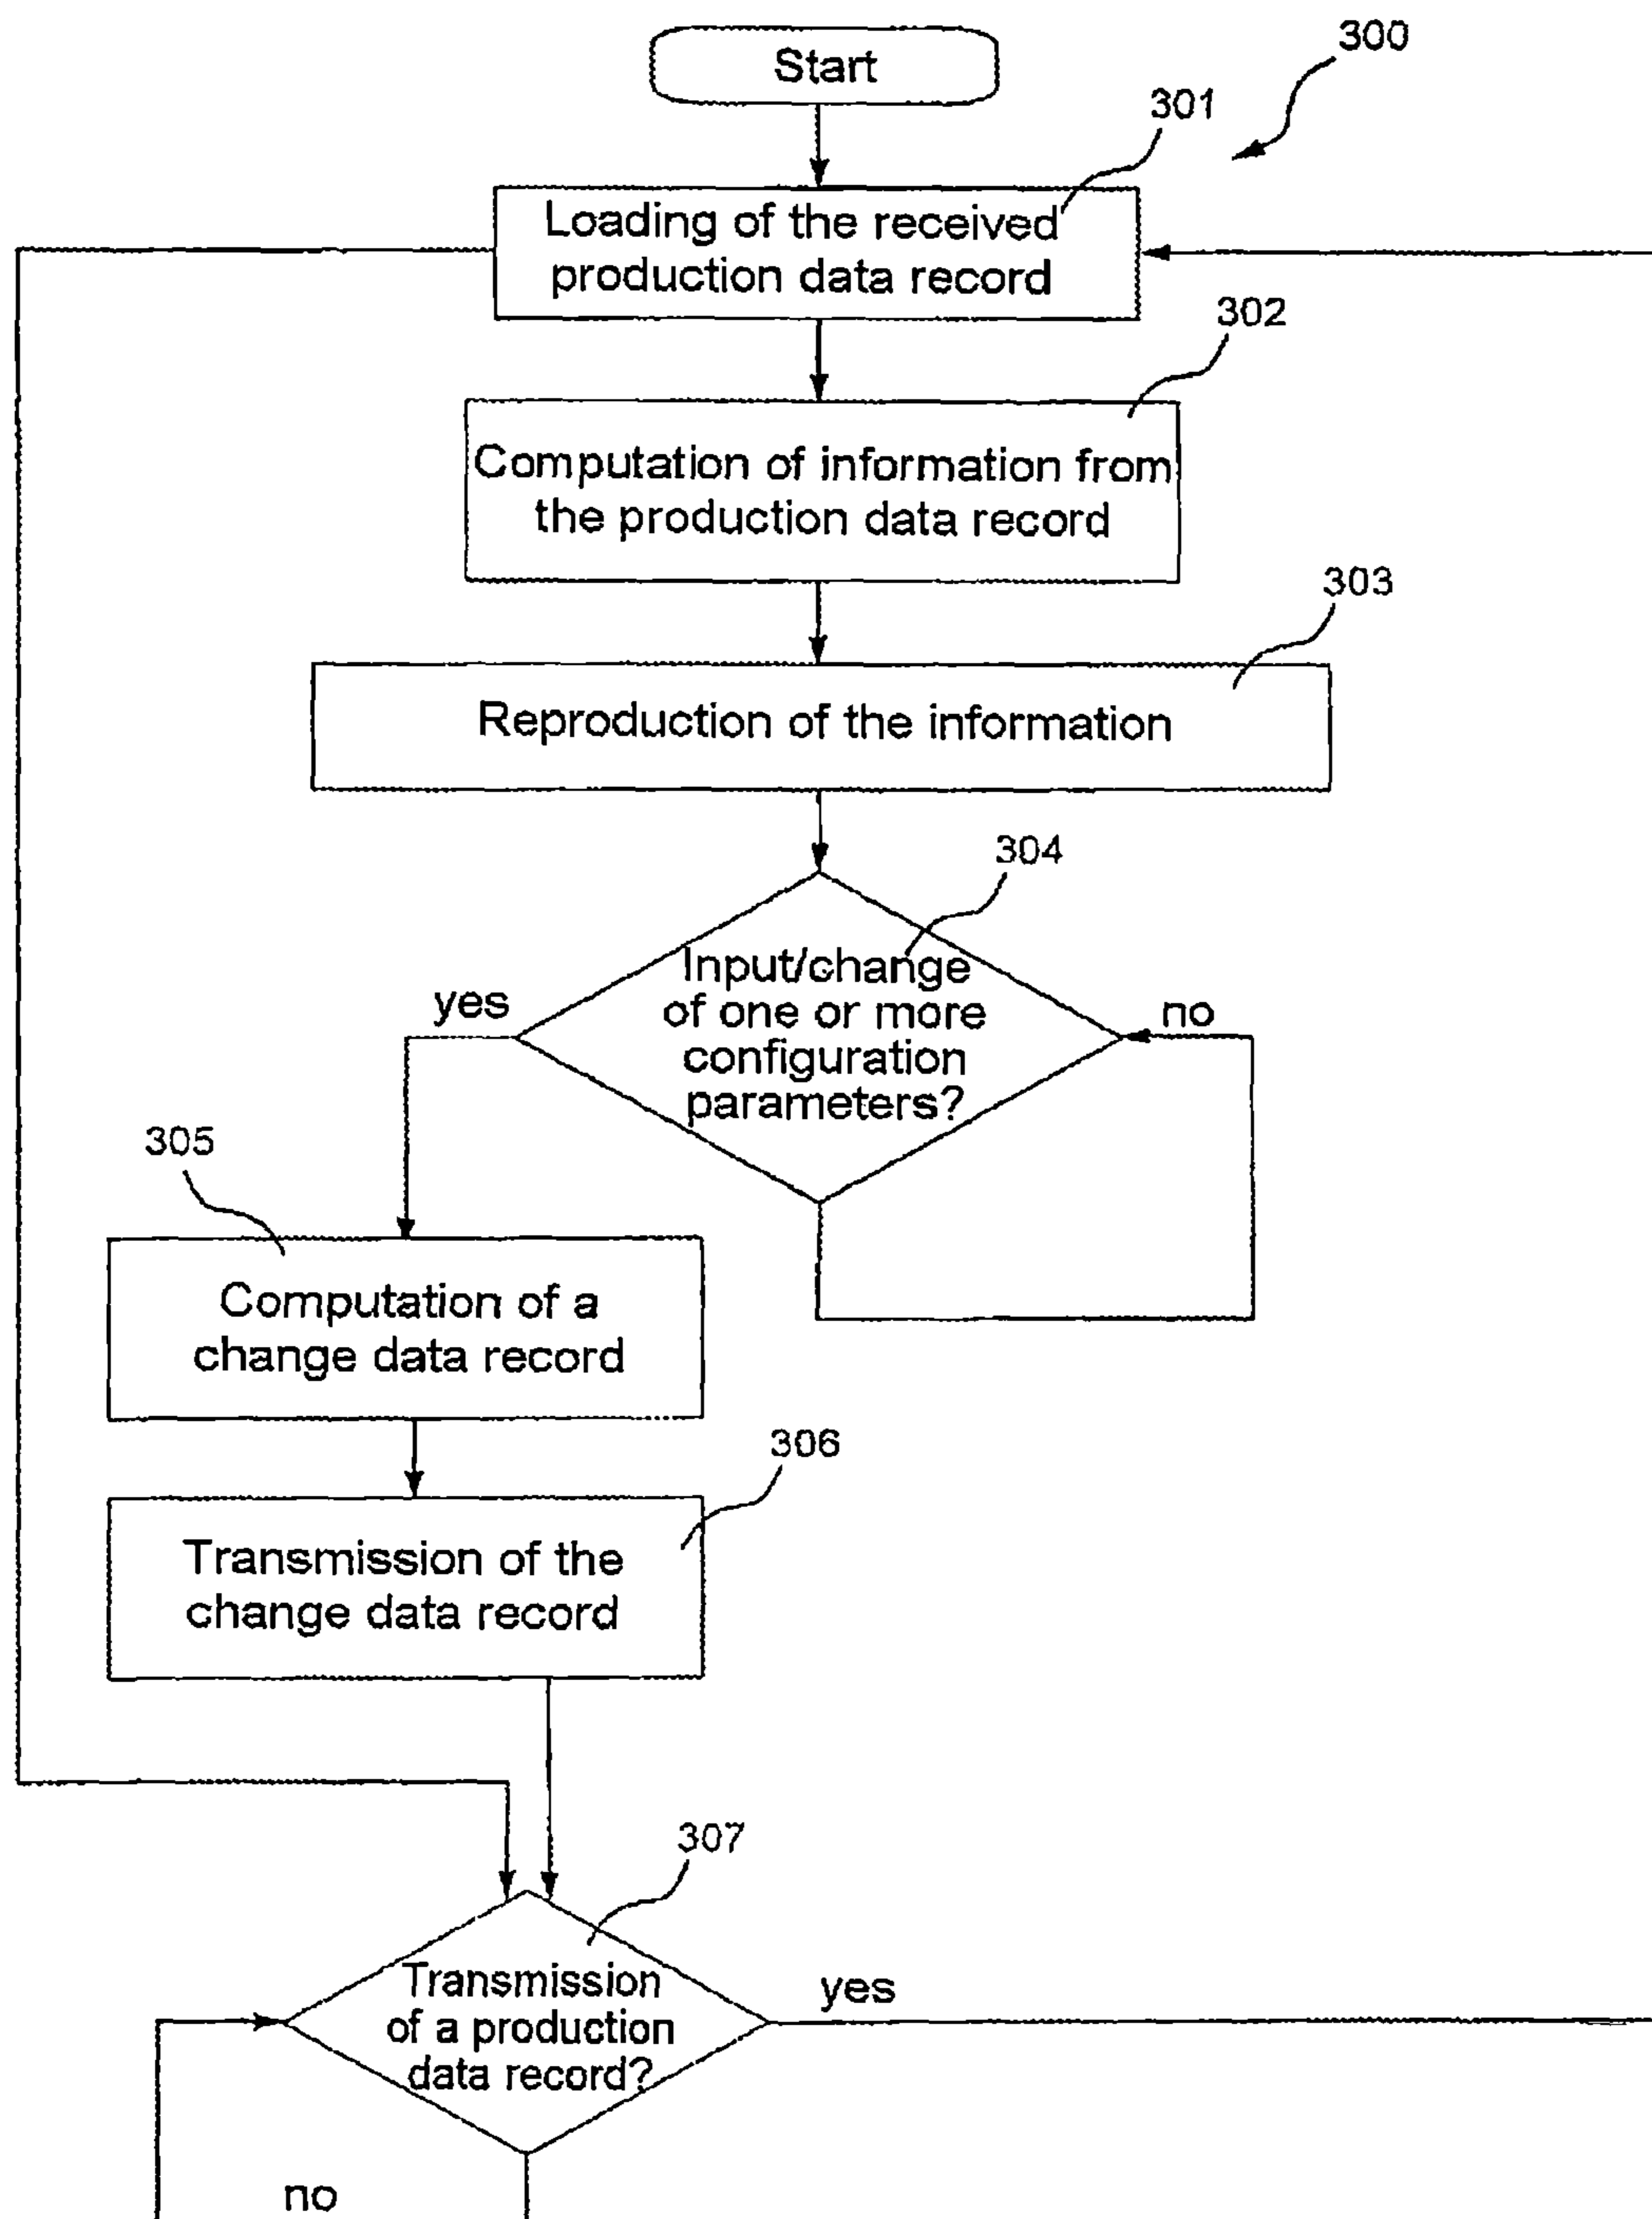 Start
300
301
Loading of the received
production data record
302
Computation of information from
the production data record
303
Reproduction of the information
304
Input/change
of one or more
configuration
parameters?
yes
no
305
Computation of a
change data record
306
Transmission of the
change data record
307
Transmission
of a production
data record?
yes
no